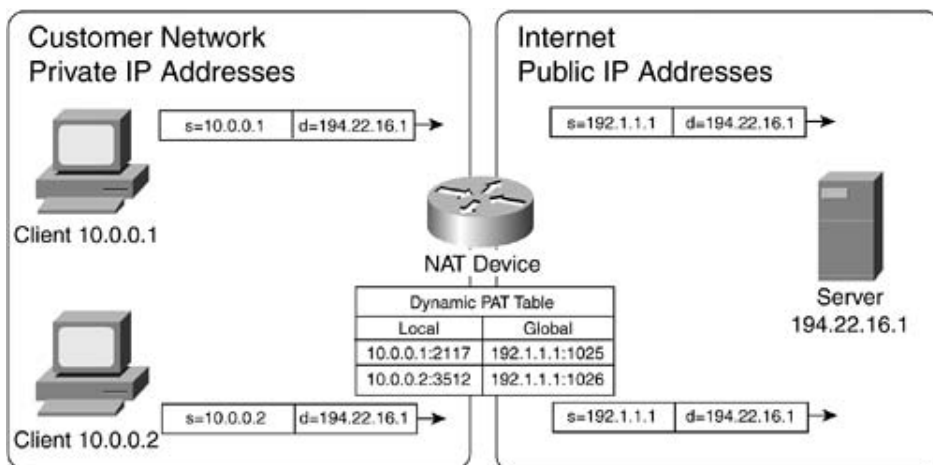 Customer Network
Private IP Addresses
Internet
Public IP Addresses
s=10.0.0.1 d=194.22.16.1
s=192.1.1.1 d=194.22.16.1
Client 10.0.0.1
NAT Device
Server
194.22.16.1
Dynamic PAT Table
Local Global
10.0.0.1:2117 192.1.1.1:1025
10.0.0.2:3512 192.1.1.1:1026
s=10.0.0.2 d=194.22.16.1
s=192.1.1.1 d=194.22.16.1
Client 10.0.0.2